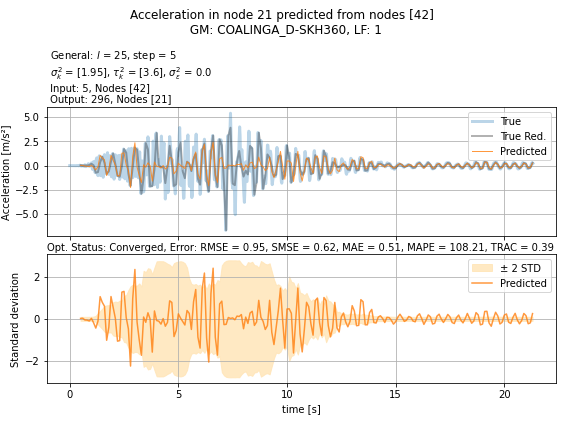 Acceleration in node 21 predicted from nodes [42]
GM: COALINGA_D-SKH360, LF: 1
General: l = 25, step = 5
σ²ₖ = [1.95], τ²ₖ = [3.6], σ²ε = 0.0
Input: 5, Nodes [42]
Output: 296, Nodes [21]
Acceleration [m/s²]
5.0
2.5
0.0
−2.5
−5.0
True
True Red.
Predicted
Opt. Status: Converged, Error: RMSE = 0.95, SMSE = 0.62, MAE = 0.51, MAPE = 108.21, TRAC = 0.39
Standard deviation
2
0
−2
± 2 STD
Predicted
0 5 10 15 20
time [s]